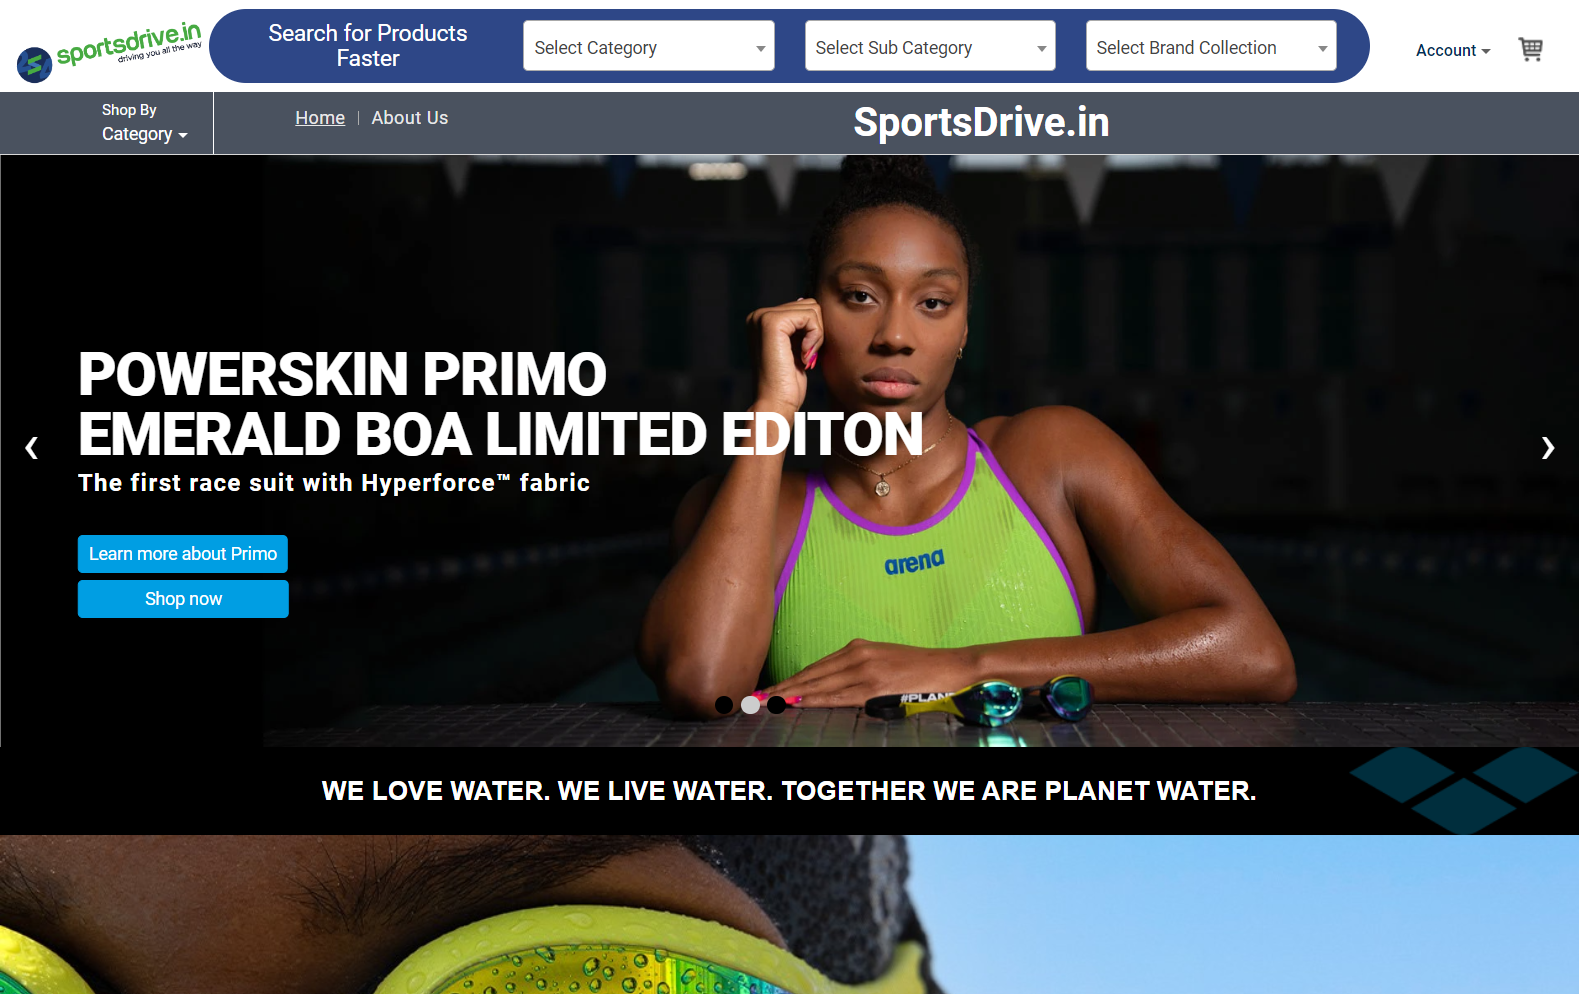 sportsdrive.in
driving you all the way
Search for Products
Faster
Select Category
Select Sub Category
Select Brand Collection
Account
Shop By
Category
Home
About Us
SportsDrive.in
POWERSKIN PRIMO
EMERALD BOA LIMITED EDITON
The first race suit with Hyperforce™ fabric
Learn more about Primo
Shop now
arena
#PLAN
WE LOVE WATER. WE LIVE WATER. TOGETHER WE ARE PLANET WATER.